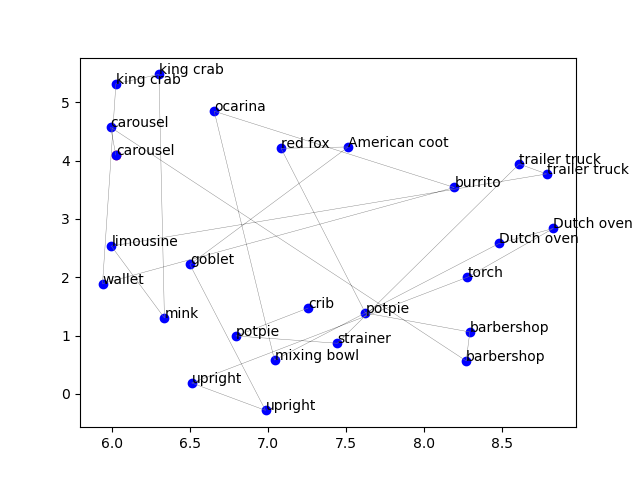 king crab
king crab
ocarina
carousel
red fox
American coot
carousel
trailer truck
trailer truck
burrito
limousine
Dutch oven
Dutch oven
goblet
wallet
torch
mink
crib
potpie
potpie
strainer
barbershop
mixing bowl
barbershop
upright
upright
5
4
3
2
1
0
6.0 6.5 7.0 7.5 8.0 8.5